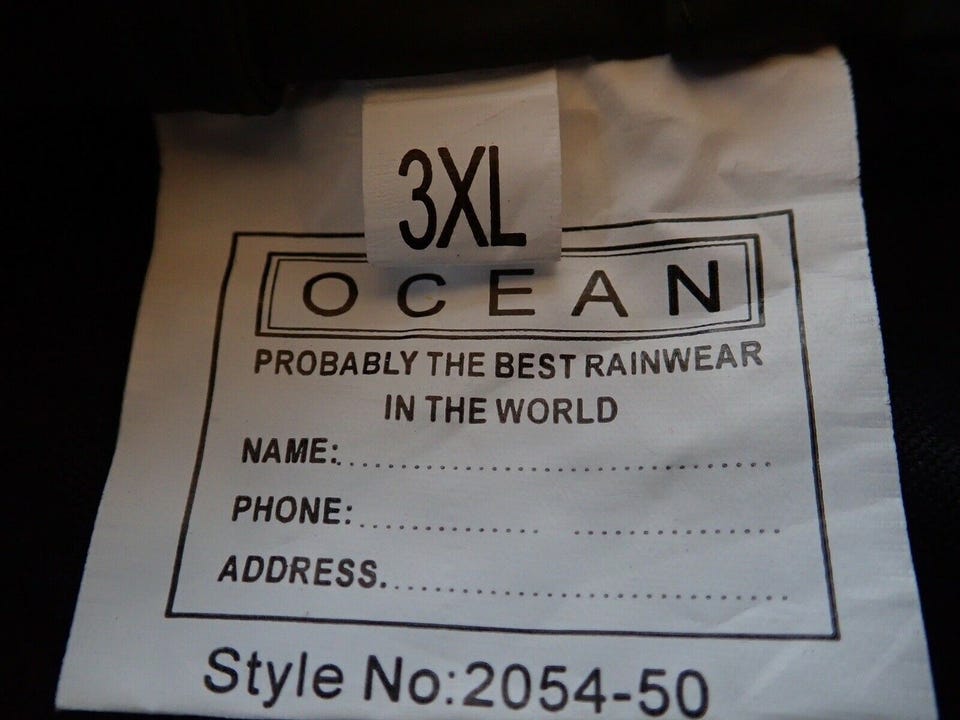 3XL
OCEAN
PROBABLY THE BEST RAINWEAR
IN THE WORLD
NAME:
PHONE:
ADDRESS.
Style No:2054-50